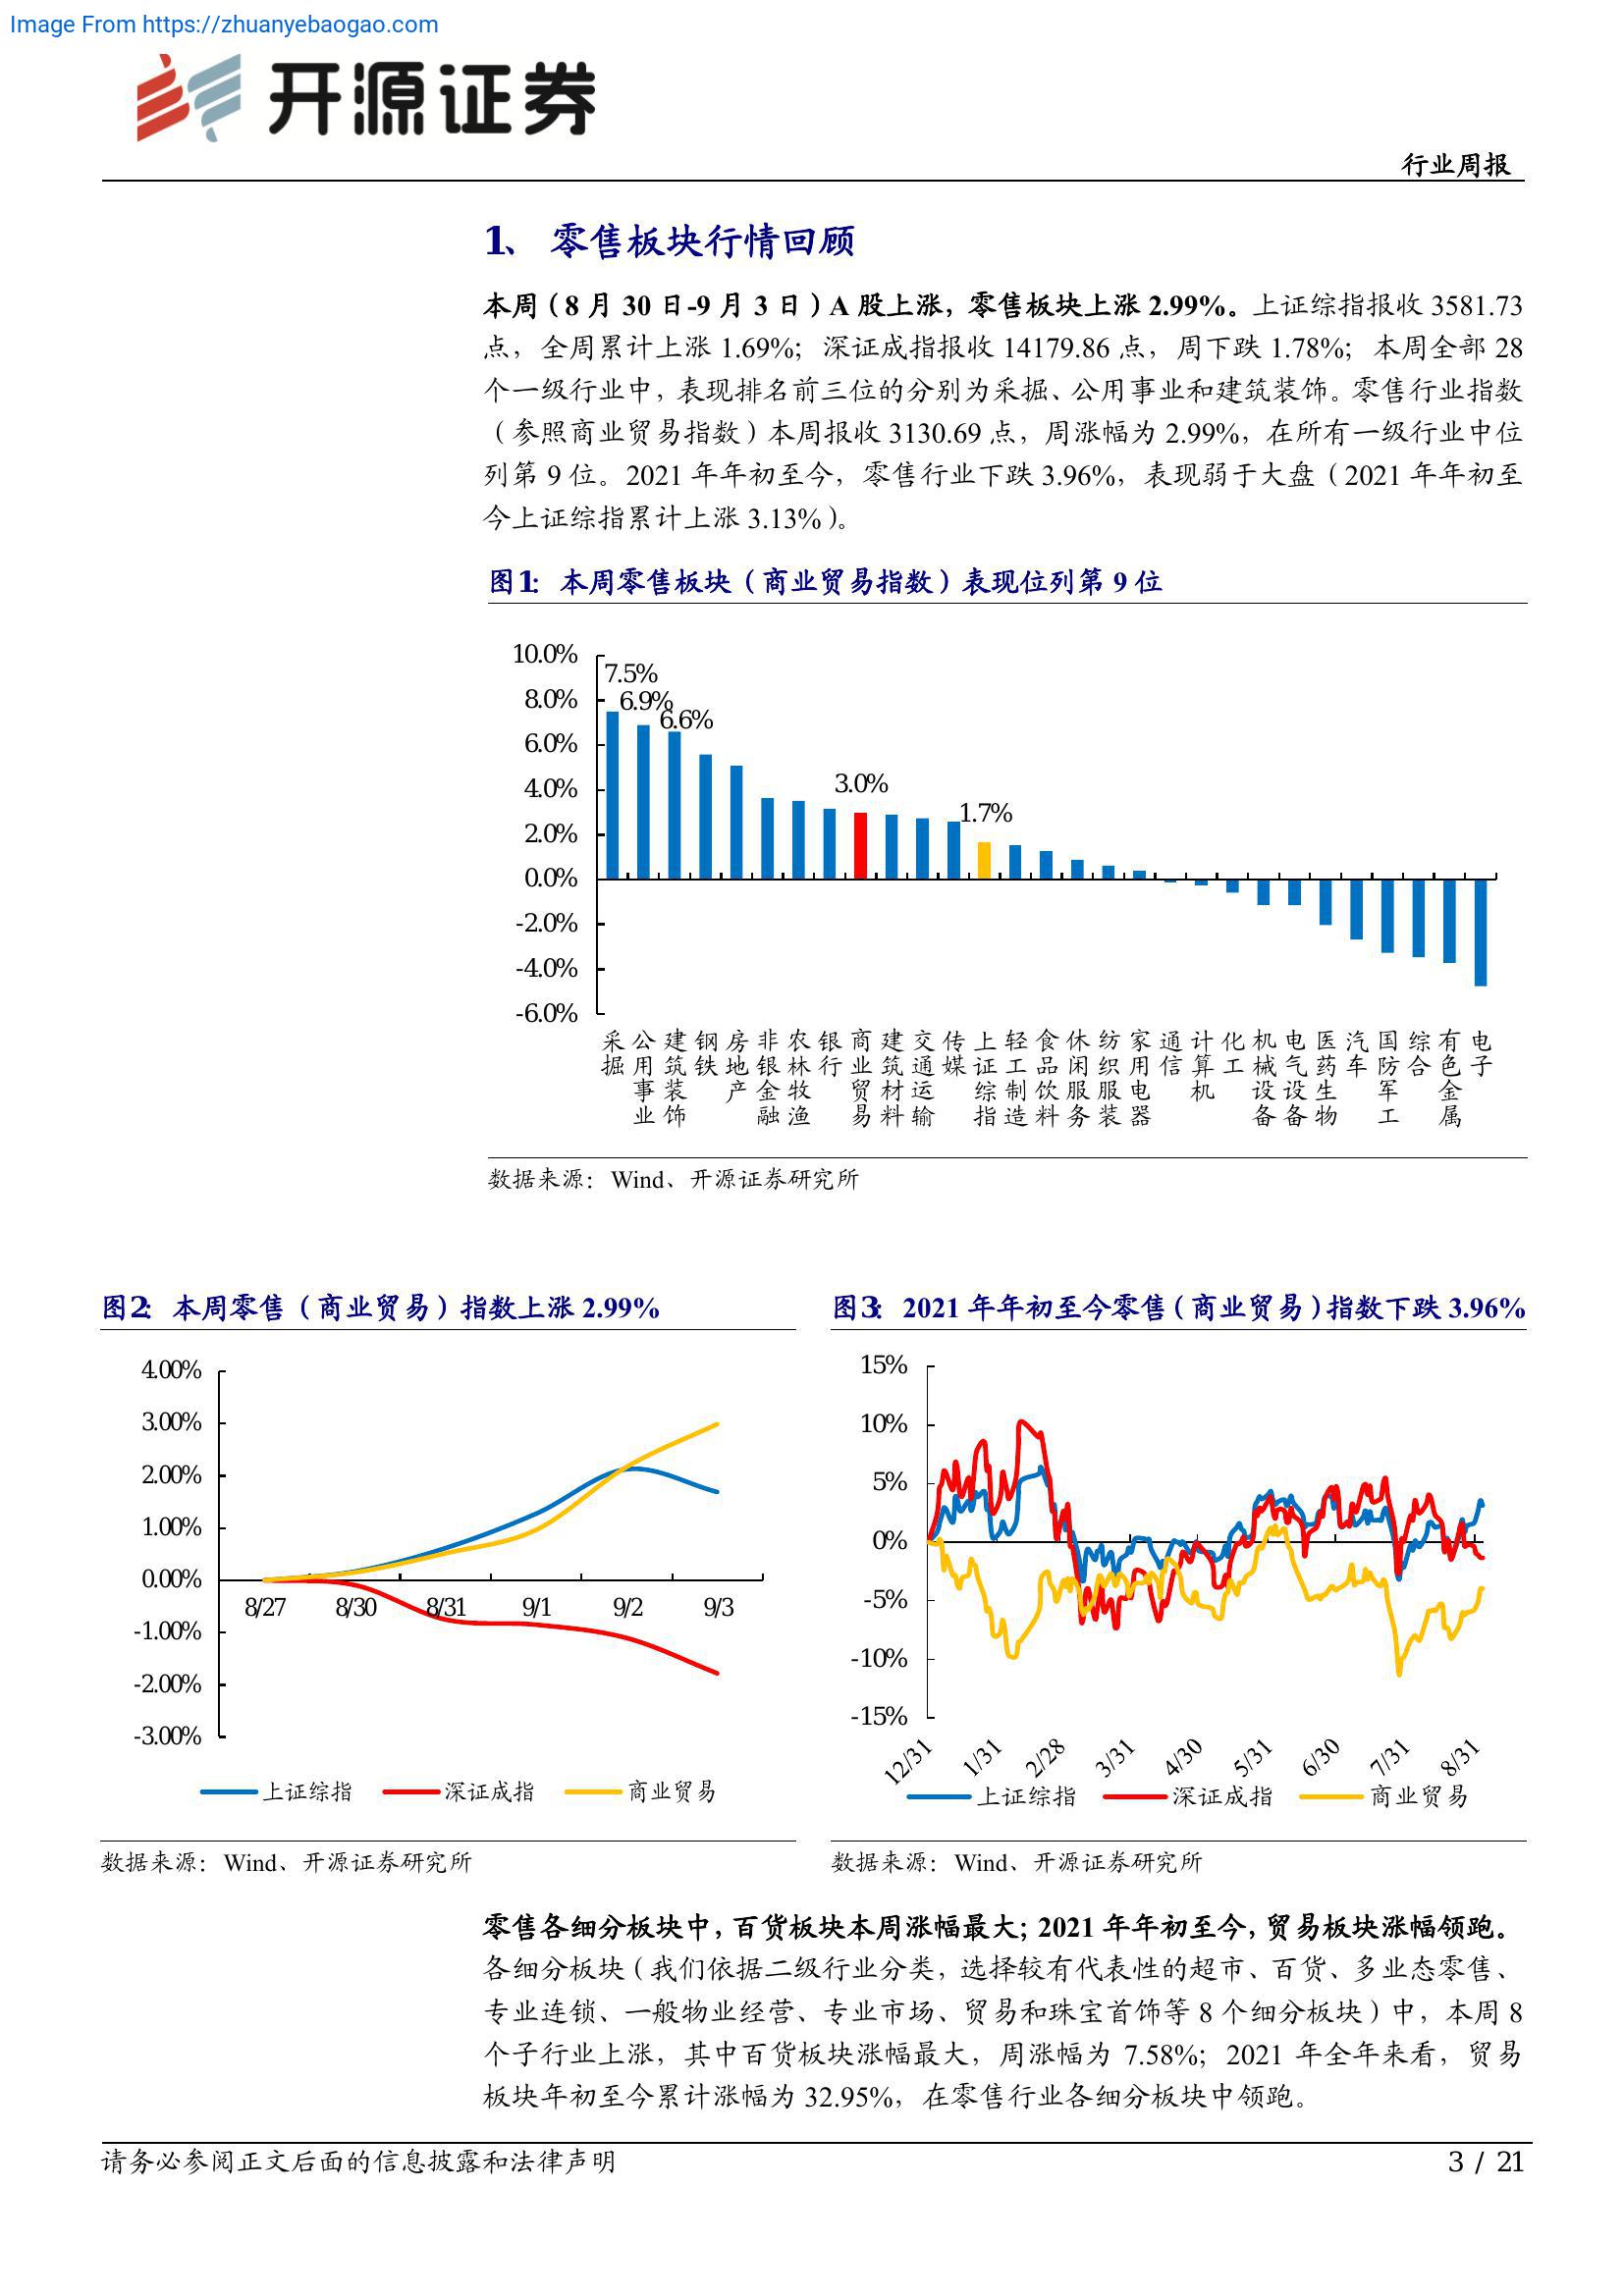 Image From https://zhuanyebaogao.com
开源证券
行业周报
1、 零售板块行情回顾
本周（8 月 30 日-9 月 3 日）A 股上涨，零售板块上涨 2.99%。上证综指报收 3581.73
点，全周累计上涨 1.69%；深证成指报收 14179.86 点，周下跌 1.78%；本周全部 28
个一级行业中，表现排名前三位的分别为采掘、公用事业和建筑装饰。零售行业指数
（参照商业贸易指数）本周报收 3130.69 点，周涨幅为 2.99%，在所有一级行业中位
列第 9 位。2021 年年初至今，零售行业下跌 3.96%，表现弱于大盘（2021 年年初至
今上证综指累计上涨 3.13%）。
图1： 本周零售板块（商业贸易指数）表现位列第 9 位
10.0%
8.0%
6.0%
4.0%
2.0%
0.0%
-2.0%
-4.0%
-6.0%
7.5%
6.9%
6.6%
3.0%
1.7%
采掘
公用事业
建筑装饰
钢铁
房地产
非银金融
农林牧渔
银行
商业贸易
建筑材料
交通运输
传媒
上证综指
轻工制造
食品饮料
休闲服务
纺织服装
家用电器
通信
计算机
化工
机械设备
电气设备
医药生物
汽车
国防军工
综合
有色金属
电子
数据来源：Wind、开源证券研究所
图2： 本周零售（商业贸易）指数上涨 2.99%
4.00%
3.00%
2.00%
1.00%
0.00%
-1.00%
-2.00%
-3.00%
8/27 8/30 8/31 9/1 9/2 9/3
上证综指 深证成指 商业贸易
数据来源：Wind、开源证券研究所
图3： 2021 年年初至今零售（商业贸易）指数下跌 3.96%
15%
10%
5%
0%
-5%
-10%
-15%
12/31 1/31 2/28 3/31 4/30 5/31 6/30 7/31 8/31
上证综指 深证成指 商业贸易
数据来源：Wind、开源证券研究所
零售各细分板块中，百货板块本周涨幅最大；2021 年年初至今，贸易板块涨幅领跑。
各细分板块（我们依据二级行业分类，选择较有代表性的超市、百货、多业态零售、
专业连锁、一般物业经营、专业市场、贸易和珠宝首饰等 8 个细分板块）中，本周 8
个子行业上涨，其中百货板块涨幅最大，周涨幅为 7.58%；2021 年全年来看，贸易
板块年初至今累计涨幅为 32.95%，在零售行业各细分板块中领跑。
请务必参阅正文后面的信息披露和法律声明
3 / 21